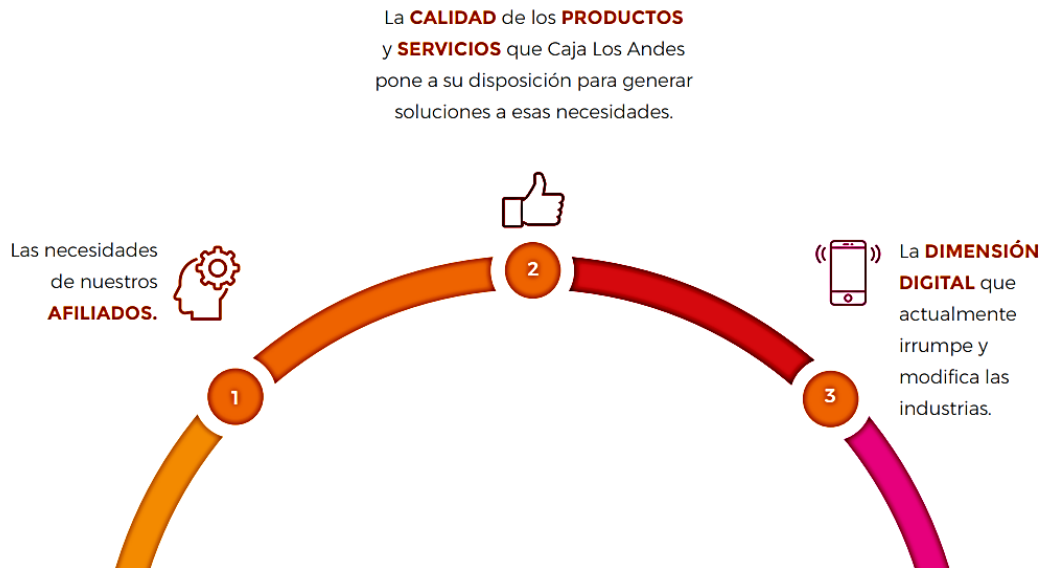 La CALIDAD de los PRODUCTOS
y SERVICIOS que Caja Los Andes
pone a su disposición para generar
soluciones a esas necesidades.
Las necesidades
de nuestros
AFILIADOS.
La DIMENSIÓN
DIGITAL que
actualmente
irrumpe y
modifica las
industrias.
1
2
3